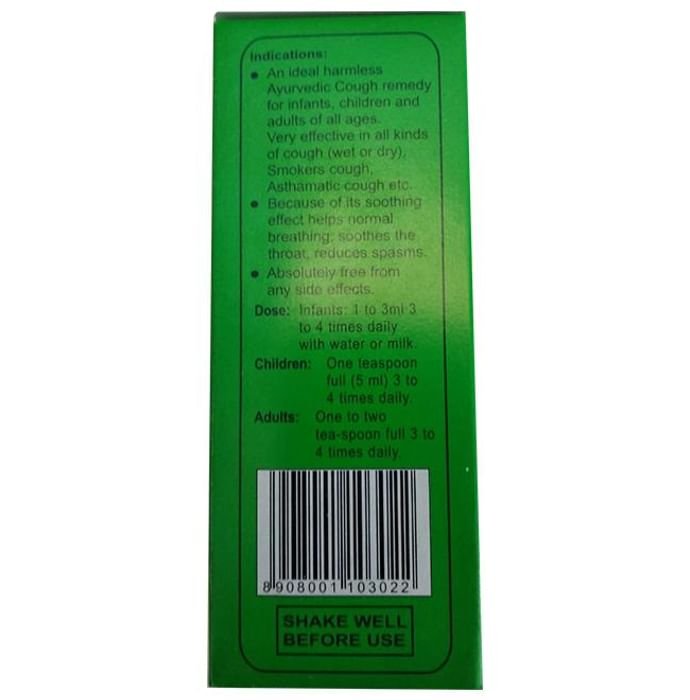 Indications:
• An ideal harmless
Ayurvedic Cough remedy
for infants, children and
adults of all ages.
Very effective in all kinds
of cough (wet or dry),
Smokers cough,
Asthamatic cough etc.
• Because of its soothing
effect helps normal
breathing, soothes the
throat, reduces spasms.
• Absolutely free from
any side effects.
Dose: Infants: 1 to 3ml 3
to 4 times daily
with water or milk.
Children: One teaspoon
full (5 ml) 3 to
4 times daily.
Adults: One to two
tea-spoon full 3 to
4 times daily.
8 908001 103022
SHAKE WELL
BEFORE USE